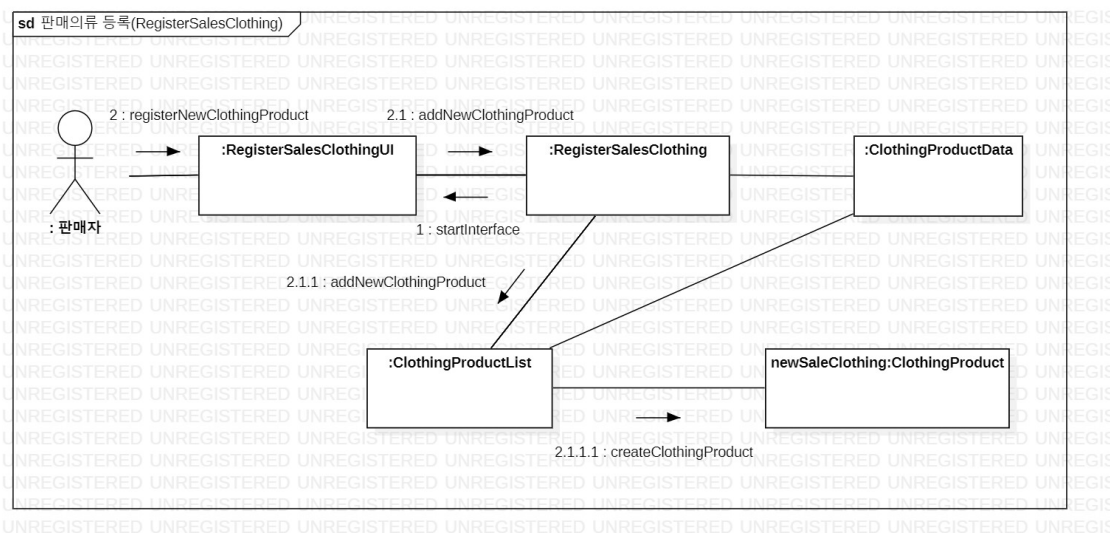 sd 판매의류 등록(RegisterSalesClothing)
2 : registerNewClothingProduct
2.1 : addNewClothingProduct
:RegisterSalesClothingUI
:RegisterSalesClothing
:ClothingProductData
: 판매자
1 : startInterface
2.1.1 : addNewClothingProduct
:ClothingProductList
newSaleClothing:ClothingProduct
2.1.1.1 : createClothingProduct
UNREGISTERED